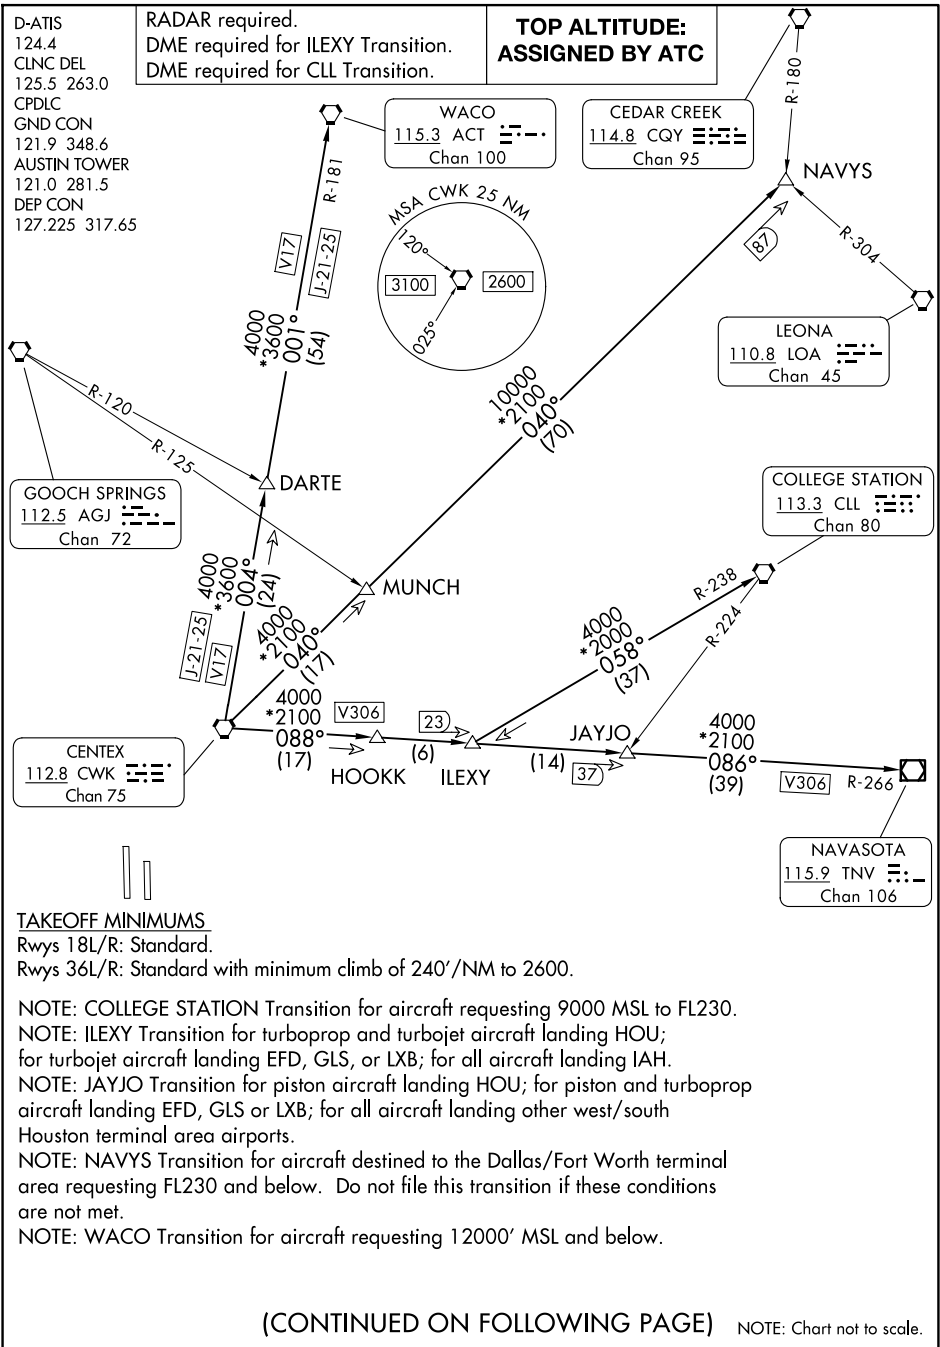 D-ATIS
124.4
CLNC DEL
125.5 263.0
CPDLC
GND CON
121.9 348.6
AUSTIN TOWER
121.0 281.5
DEP CON
127.225 317.65
RADAR required.
DME required for ILEXY Transition.
DME required for CLL Transition.
TOP ALTITUDE:
ASSIGNED BY ATC
WACO
115.3 ACT
Chan 100
CEDAR CREEK
114.8 CQY
Chan 95
R-180
NAVYS
R-181
V17
J-21-25
MSA CWK 25 NM
120°
3100
2600
025°
87
R-304
LEONA
110.8 LOA
Chan 45
4000
*3600
001°
(54)
10000
*2100
040°
(70)
R-120
R-125
DARTE
GOOCH SPRINGS
112.5 AGJ
Chan 72
COLLEGE STATION
113.3 CLL
Chan 80
4000
*3600
004°
(24)
J-21-25
V17
MUNCH
4000
*2100
040°
(17)
R-238
R-224
4000
*2000
058°
(37)
4000
*2100
088°
(17)
V306
23
HOOKK
(6)
ILEXY
JAYJO
(14)
37
4000
*2100
086°
(39)
V306
R-266
CENTEX
112.8 CWK
Chan 75
NAVASOTA
115.9 TNV
Chan 106
TAKEOFF MINIMUMS
Rwys 18L/R: Standard.
Rwys 36L/R: Standard with minimum climb of 240'/NM to 2600.
NOTE: COLLEGE STATION Transition for aircraft requesting 9000 MSL to FL230.
NOTE: ILEXY Transition for turboprop and turbojet aircraft landing HOU;
for turbojet aircraft landing EFD, GLS, or LXB; for all aircraft landing IAH.
NOTE: JAYJO Transition for piston aircraft landing HOU; for piston and turboprop
aircraft landing EFD, GLS or LXB; for all aircraft landing other west/south
Houston terminal area airports.
NOTE: NAVYS Transition for aircraft destined to the Dallas/Fort Worth terminal
area requesting FL230 and below. Do not file this transition if these conditions
are not met.
NOTE: WACO Transition for aircraft requesting 12000' MSL and below.
(CONTINUED ON FOLLOWING PAGE)
NOTE: Chart not to scale.